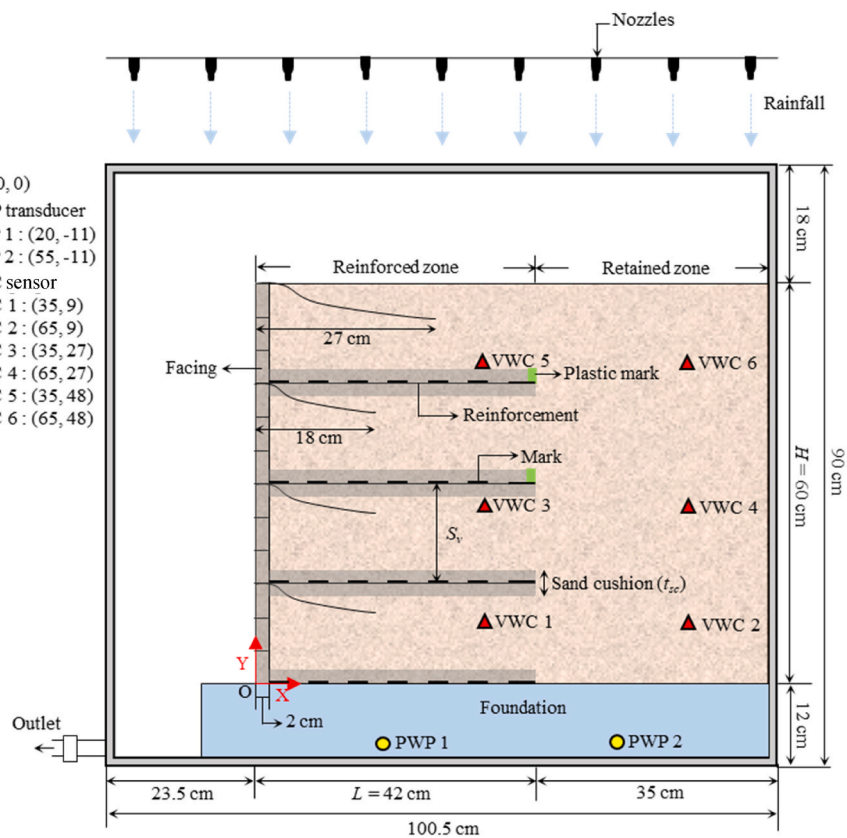 Nozzles
Rainfall
0, 0)
transducer
1 : (20, -11)
2 : (55, -11)
sensor
1 : (35, 9)
2 : (65, 9)
3 : (35, 27)
4 : (65, 27)
5 : (35, 48)
6 : (65, 48)
18 cm
Reinforced zone
Retained zone
27 cm
VWC 5
VWC 6
Facing
Plastic mark
Reinforcement
18 cm
Mark
H = 60 cm
90 cm
VWC 3
VWC 4
Sv
Sand cushion (tsc)
VWC 1
VWC 2
Y
O
X
2 cm
Foundation
12 cm
Outlet
PWP 1
PWP 2
23.5 cm
L = 42 cm
35 cm
100.5 cm